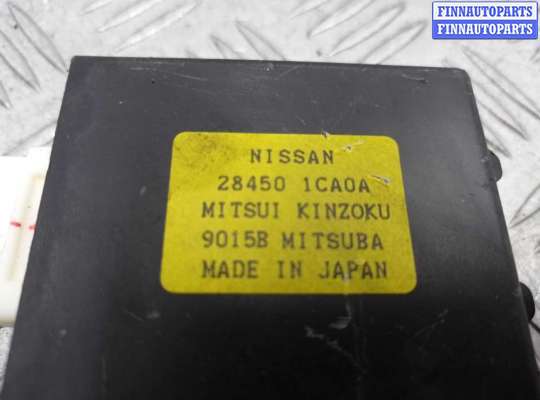 FINNAUTOPARTS
FINNAUTOPARTS
NISSAN
28450 1CA0A
MITSUI KINZOKU
9015B MITSUBA
MADE IN JAPAN